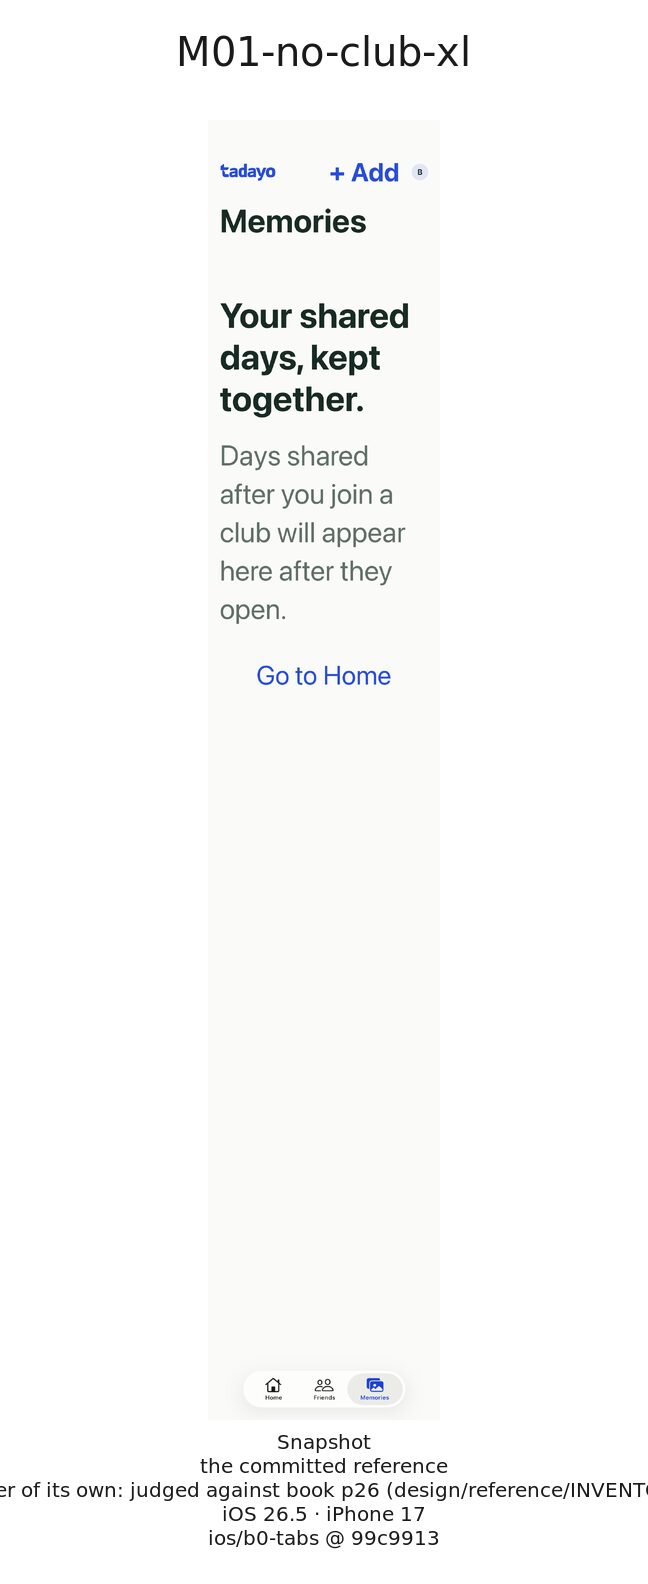 M01-no-club-xl
tadayo
+ Add
B
Memories
Your shared
days, kept
together.
Days shared
after you join a
club will appear
here after they
open.
Go to Home
Home
Friends
Memories
Snapshot
the committed reference
of its own: judged against book p26 (design/reference/
iOS 26.5 · iPhone 17
ios/b0-tabs @ 99c9913